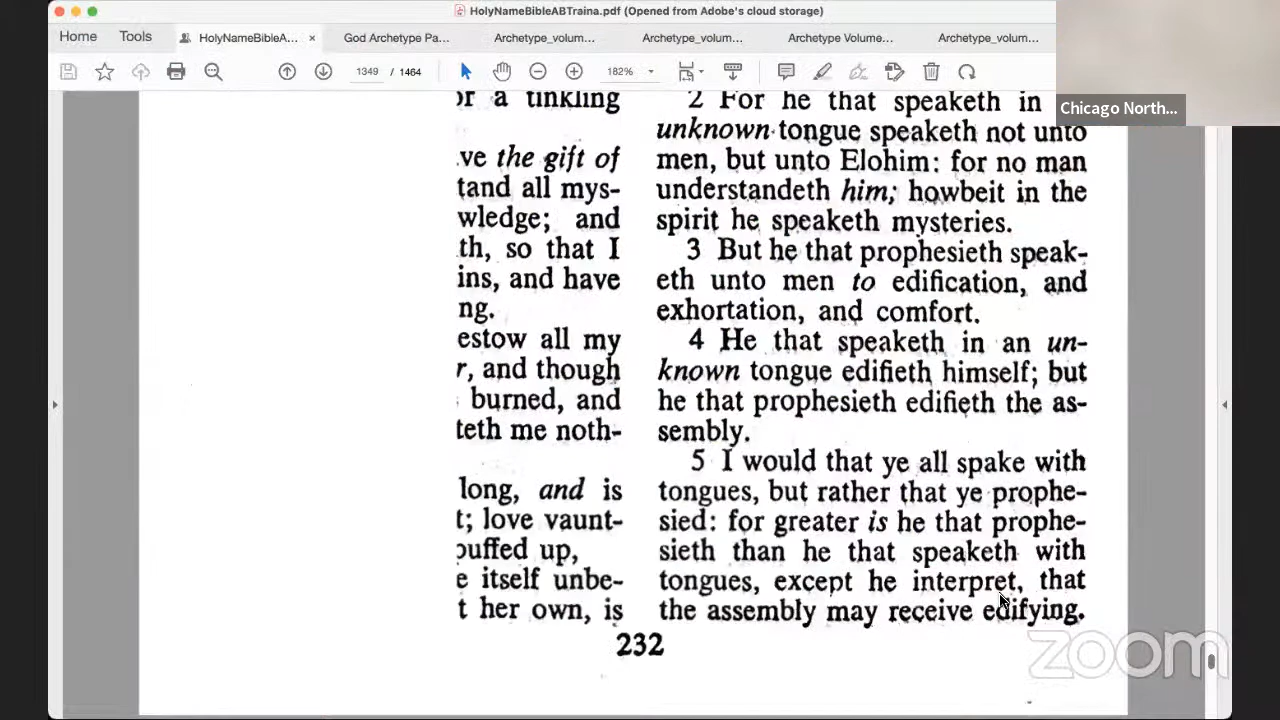 HolyNameBibleABTraina.pdf (Opened from Adobe's cloud storage)
Home Tools HolyNameBibleA... × God Archetype Pa... Archetype_volum... Archetype_volum... Archetype Volume... Archetype_volum...
1349 / 1464 182%
Chicago North...
or a tinkling
ve the gift of
tand all mys-
wledge; and
th, so that I
ins, and have
ng.
estow all my
r, and though
burned, and
teth me noth-
long, and is
t; love vaunt-
puffed up,
e itself unbe-
t her own, is
2 For he that speaketh in
unknown tongue speaketh not unto
men, but unto Elohim: for no man
understandeth him; howbeit in the
spirit he speaketh mysteries.
3 But he that prophesieth speak-
eth unto men to edification, and
exhortation, and comfort.
4 He that speaketh in an un-
known tongue edifieth himself; but
he that prophesieth edifieth the as-
sembly.
5 I would that ye all spake with
tongues, but rather that ye prophe-
sied: for greater is he that prophe-
sieth than he that speaketh with
tongues, except he interpret, that
the assembly may receive edifying.
232
zoom